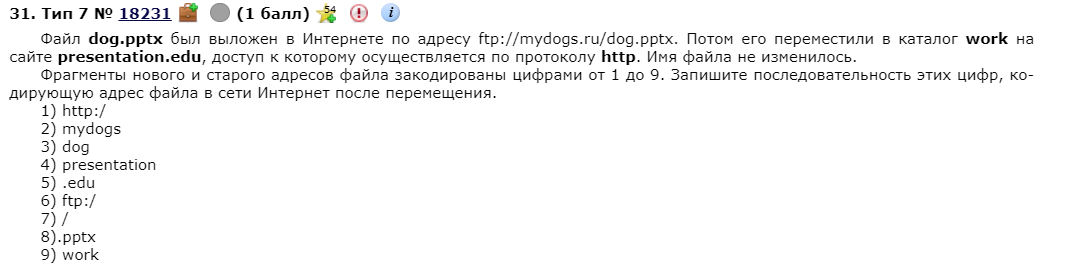 31. Тип 7 № 18231 (1 балл) 54
Файл dog.pptx был выложен в Интернете по адресу ftp://mydogs.ru/dog.pptx. Потом его переместили в каталог work на
сайте presentation.edu, доступ к которому осуществляется по протоколу http. Имя файла не изменилось.
Фрагменты нового и старого адресов файла закодированы цифрами от 1 до 9. Запишите последовательность этих цифр, ко-
дирующую адрес файла в сети Интернет после перемещения.
1) http:/
2) mydogs
3) dog
4) presentation
5) .edu
6) ftp:/
7) /
8).pptx
9) work